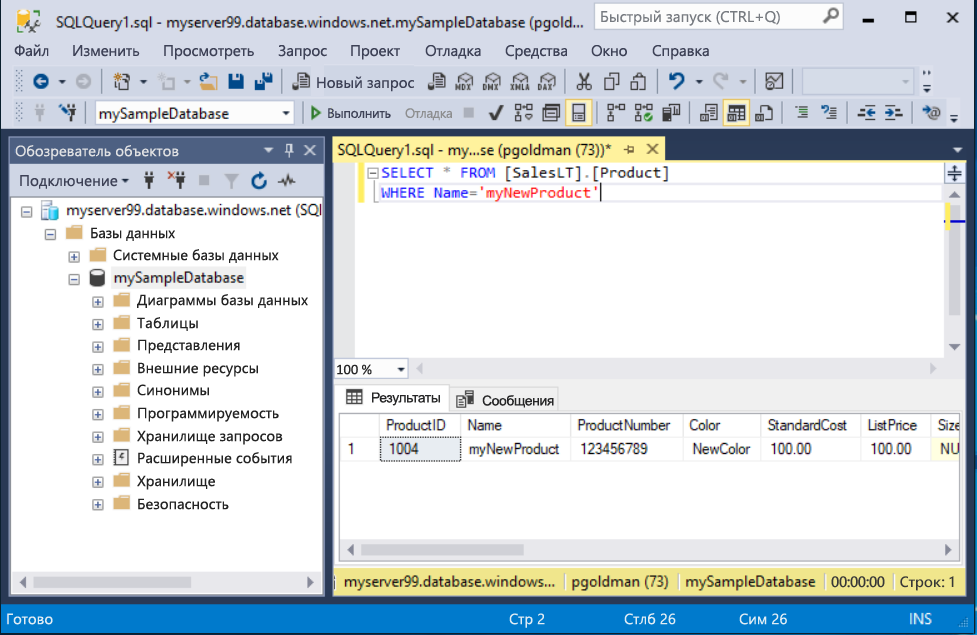 SQLQuery1.sql - myserver99.database.windows.net.mySampleDatabase (pgold...
Быстрый запуск (CTRL+Q)
Файл Изменить Просмотреть Запрос Проект Отладка Средства Окно Справка
Новый запрос MDX DMX XMLA DAX
mySampleDatabase Выполнить Отладка
Обозреватель объектов
Подключение
myserver99.database.windows.net (SQl
Базы данных
Системные базы данных
mySampleDatabase
Диаграммы базы данных
Таблицы
Представления
Внешние ресурсы
Синонимы
Программируемость
Хранилище запросов
Расширенные события
Хранилище
Безопасность
SQLQuery1.sql - my...se (pgoldman (73))*
SELECT * FROM [SalesLT].[Product]
WHERE Name='myNewProduct'
100 %
Результаты Сообщения
ProductID Name ProductNumber Color StandardCost ListPrice Size
1 1004 myNewProduct 123456789 NewColor 100.00 100.00 NU
myserver99.database.windows... pgoldman (73) mySampleDatabase 00:00:00 Строк: 1
Готово Стр 2 Стлб 26 Сим 26 INS